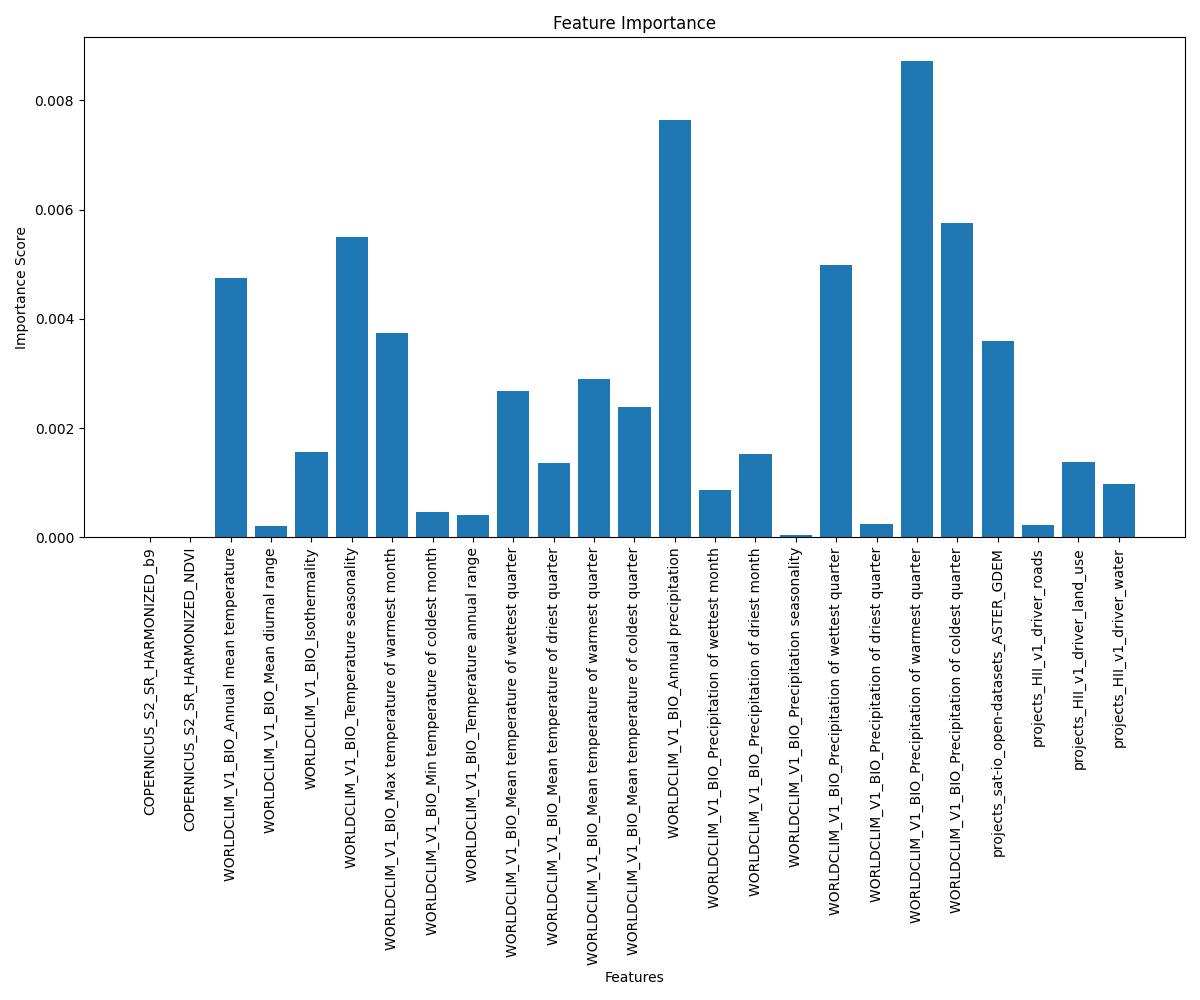 Feature Importance
Importance Score
0.008
0.006
0.004
0.002
0.000
COPERNICUS_S2_SR_HARMONIZED_b9
COPERNICUS_S2_SR_HARMONIZED_NDVI
WORLDCLIM_V1_BIO_Annual mean temperature
WORLDCLIM_V1_BIO_Mean diurnal range
WORLDCLIM_V1_BIO_Isothermality
WORLDCLIM_V1_BIO_Temperature seasonality
WORLDCLIM_V1_BIO_Max temperature of warmest month
WORLDCLIM_V1_BIO_Min temperature of coldest month
WORLDCLIM_V1_BIO_Temperature annual range
WORLDCLIM_V1_BIO_Mean temperature of wettest quarter
WORLDCLIM_V1_BIO_Mean temperature of driest quarter
WORLDCLIM_V1_BIO_Mean temperature of warmest quarter
WORLDCLIM_V1_BIO_Mean temperature of coldest quarter
WORLDCLIM_V1_BIO_Annual precipitation
WORLDCLIM_V1_BIO_Precipitation of wettest month
WORLDCLIM_V1_BIO_Precipitation of driest month
WORLDCLIM_V1_BIO_Precipitation seasonality
WORLDCLIM_V1_BIO_Precipitation of wettest quarter
WORLDCLIM_V1_BIO_Precipitation of driest quarter
WORLDCLIM_V1_BIO_Precipitation of warmest quarter
WORLDCLIM_V1_BIO_Precipitation of coldest quarter
projects_sat-io_open-datasets_ASTER_GDEM
projects_HII_v1_driver_roads
projects_HII_v1_driver_land_use
projects_HII_v1_driver_water
Features